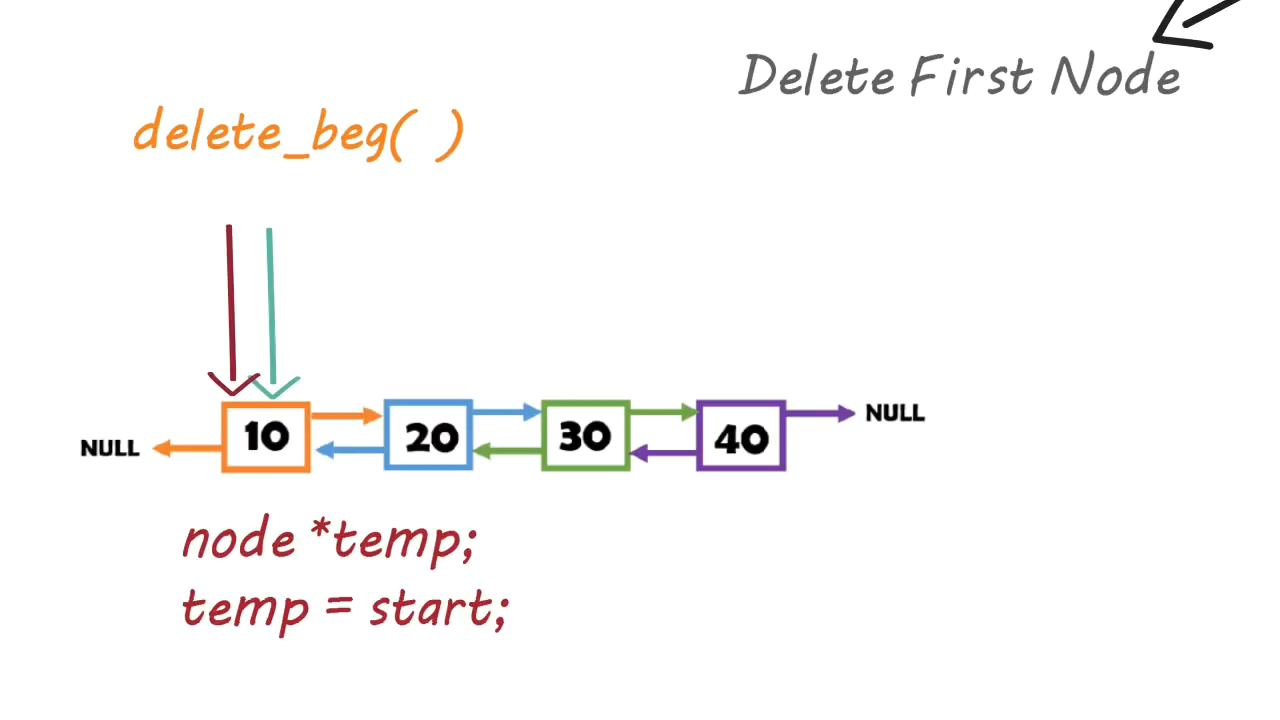 Delete First Node
delete_beg( )
NULL
10
20
30
40
NULL
node *temp;
temp = start;